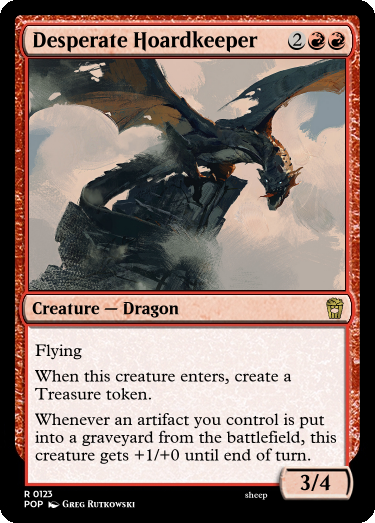 Desperate Hoardkeeper 2
Creature — Dragon
Flying
When this creature enters, create a
Treasure token.
Whenever an artifact you control is put
into a graveyard from the battlefield, this
creature gets +1/+0 until end of turn.
3/4
R 0123
sheep
POP Greg Rutkowski